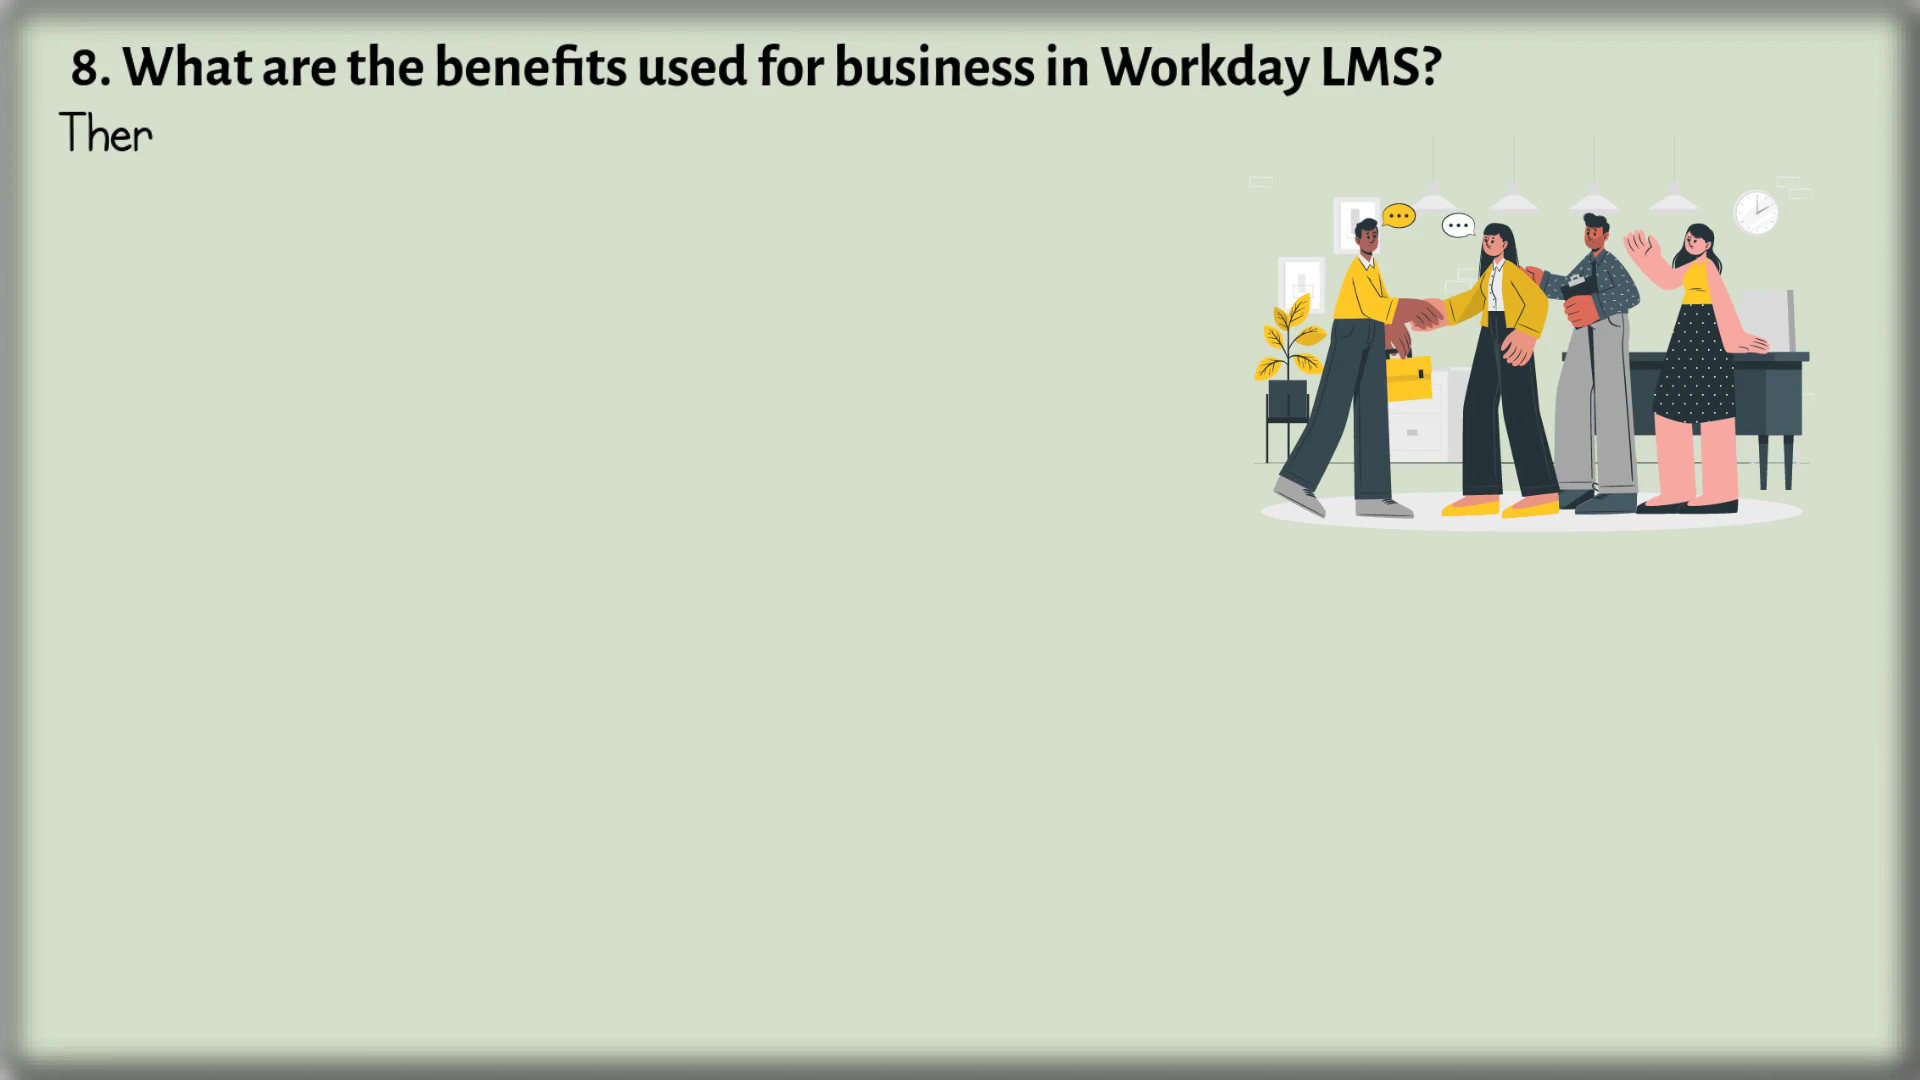 8. What are the benefits used for business in Workday LMS?
Ther